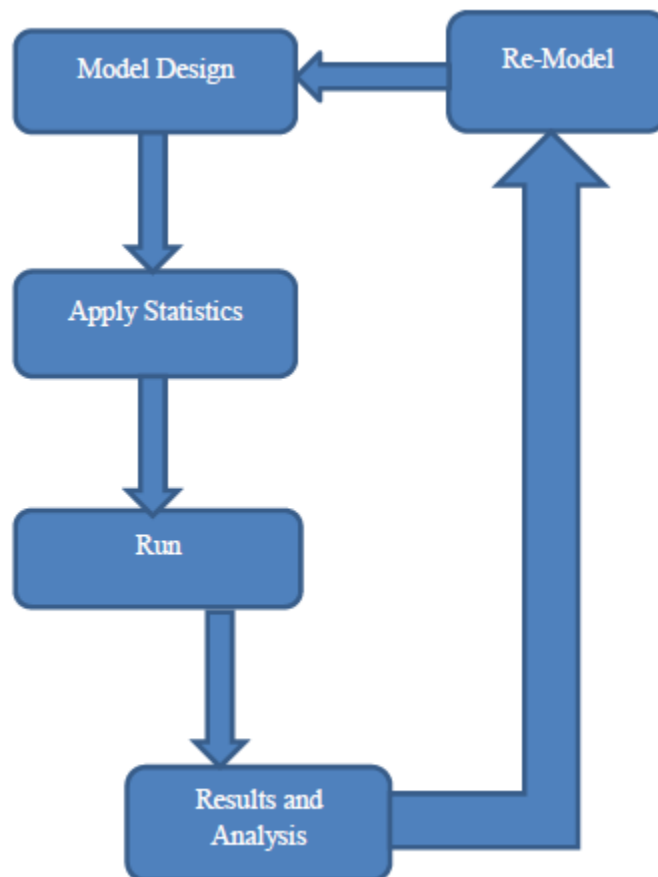 Model Design
Re-Model
Apply Statistics
Run
Results and
Analysis